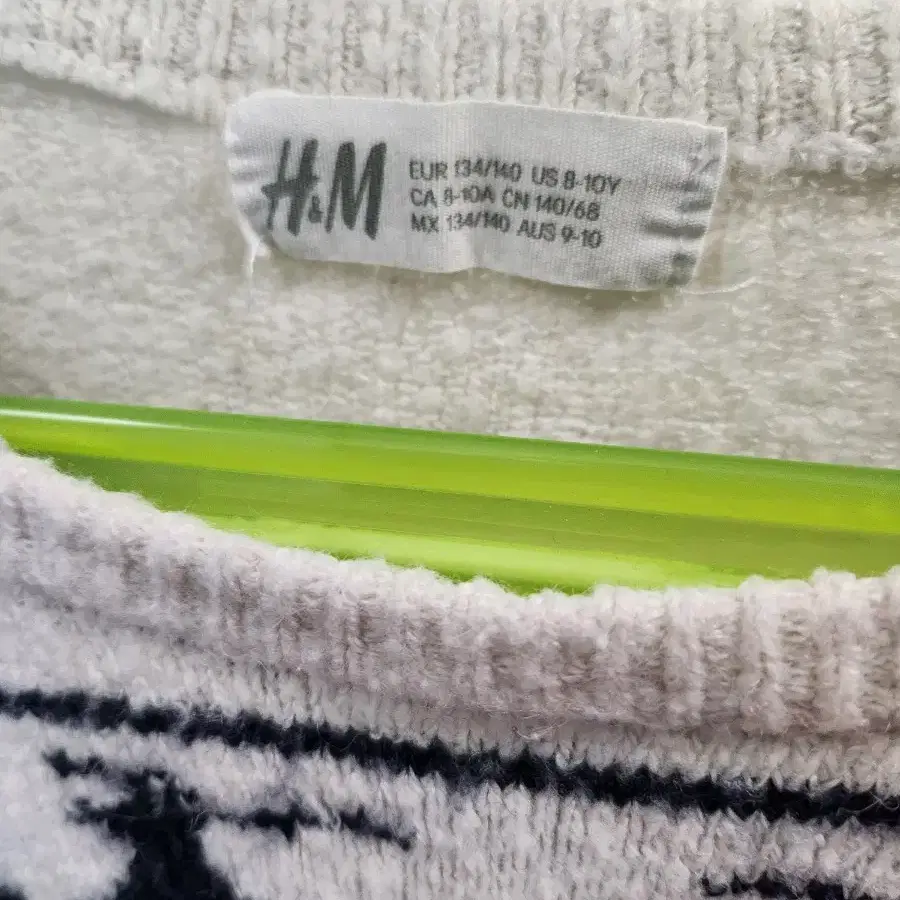 H&M
EUR 134/140 US 8-10Y
CA 8-10A CN 140/68
MX 134/140 AUS 9-10